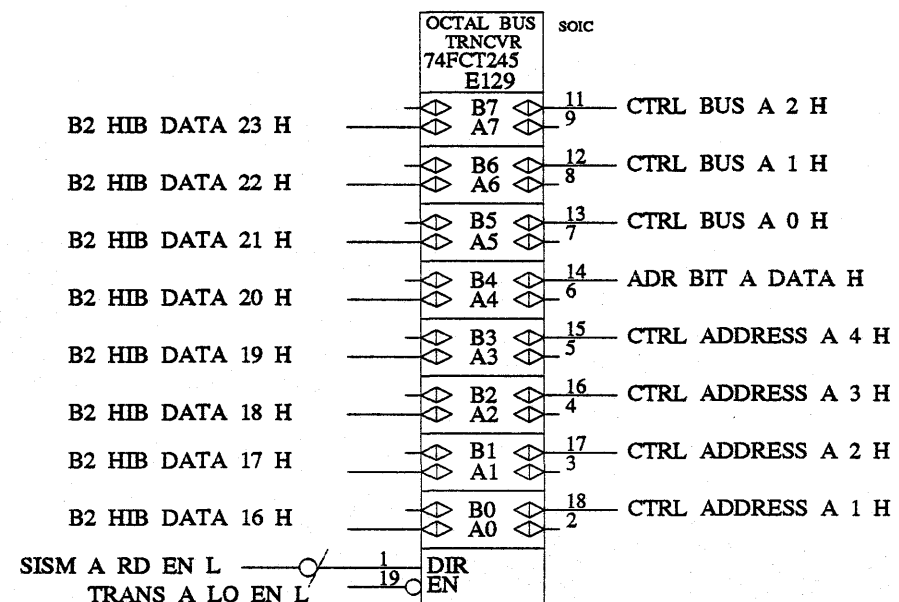 OCTAL BUS SOIC
TRNCVR
74FCT245
E129
B7 11 CTRL BUS A 2 H
B2 HIB DATA 23 H A7 9
B6 12 CTRL BUS A 1 H
B2 HIB DATA 22 H A6 8
B5 13 CTRL BUS A 0 H
B2 HIB DATA 21 H A5 7
B4 14 ADR BIT A DATA H
B2 HIB DATA 20 H A4 6
B3 15 CTRL ADDRESS A 4 H
B2 HIB DATA 19 H A3 5
B2 16 CTRL ADDRESS A 3 H
B2 HIB DATA 18 H A2 4
B1 17 CTRL ADDRESS A 2 H
B2 HIB DATA 17 H A1 3
B0 18 CTRL ADDRESS A 1 H
B2 HIB DATA 16 H A0 2
SISM A RD EN L 1 DIR
TRANS A LO EN L 19 EN